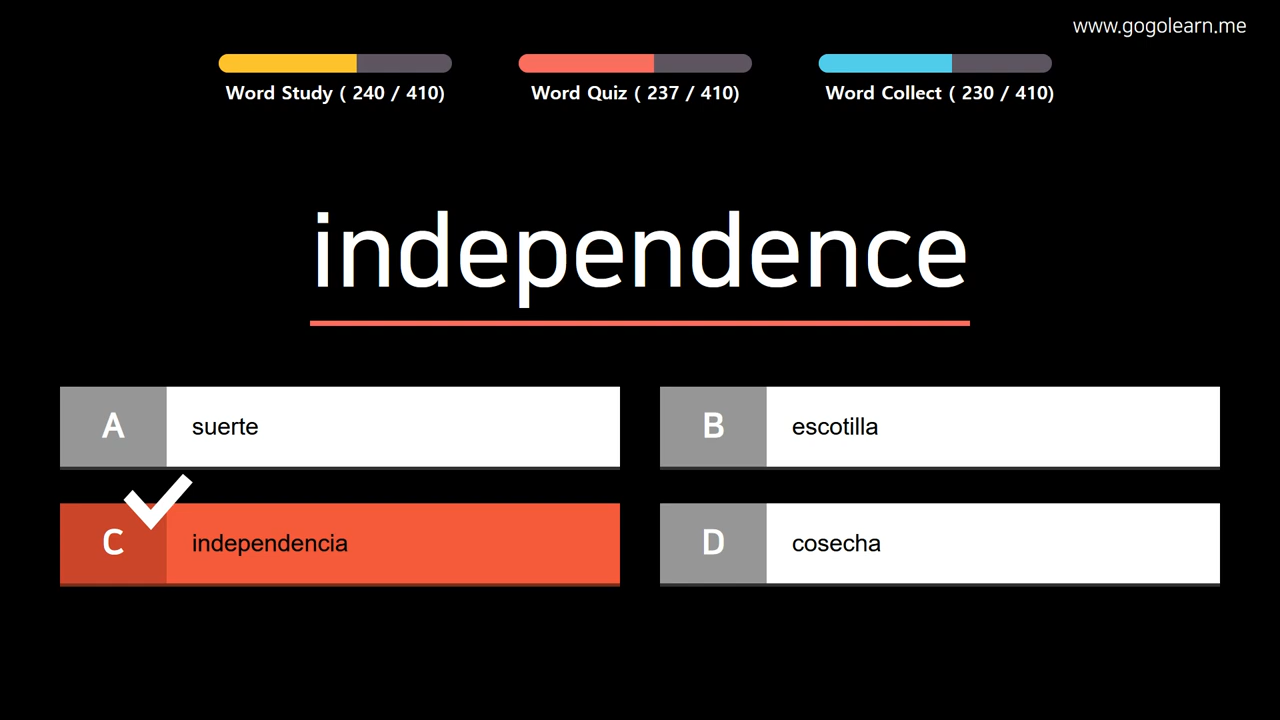 www.gogolearn.me
Word Study ( 240 / 410)
Word Quiz ( 237 / 410)
Word Collect ( 230 / 410)
independence
A suerte
B escotilla
C independencia
D cosecha